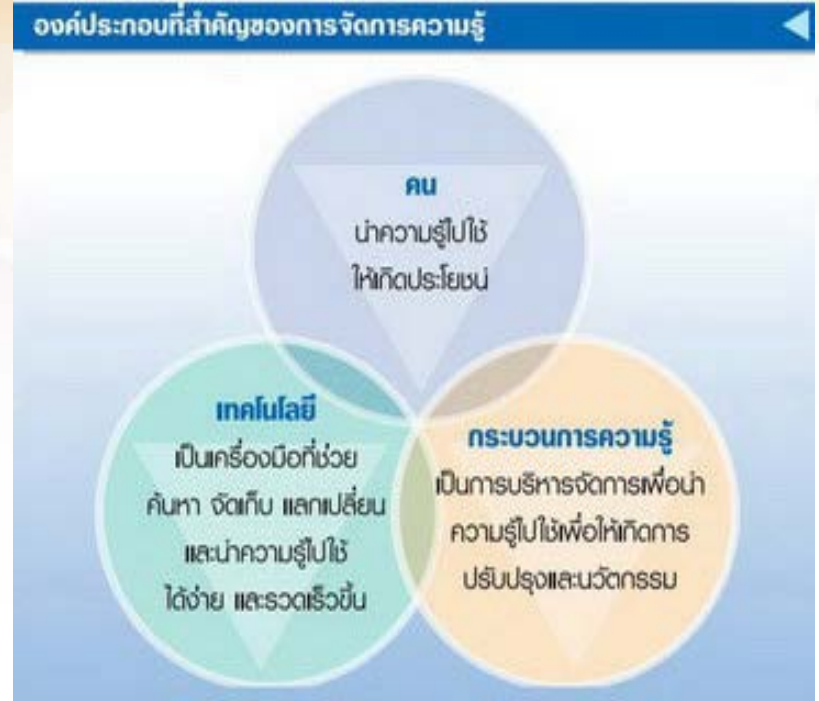 องค์ประกอบที่สำคัญของการจัดการความรู้
คน
นำความรู้ไปใช้
ให้เกิดประโยชน์
เทคโนโลยี
เป็นเครื่องมือที่ช่วย
ค้นหา จัดเก็บ แลกเปลี่ยน
และนำความรู้ไปใช้
ได้ง่าย และรวดเร็วขึ้น
กระบวนการความรู้
เป็นการบริหารจัดการเพื่อนำ
ความรู้ไปใช้เพื่อให้เกิดการ
ปรับปรุงและนวัตกรรม